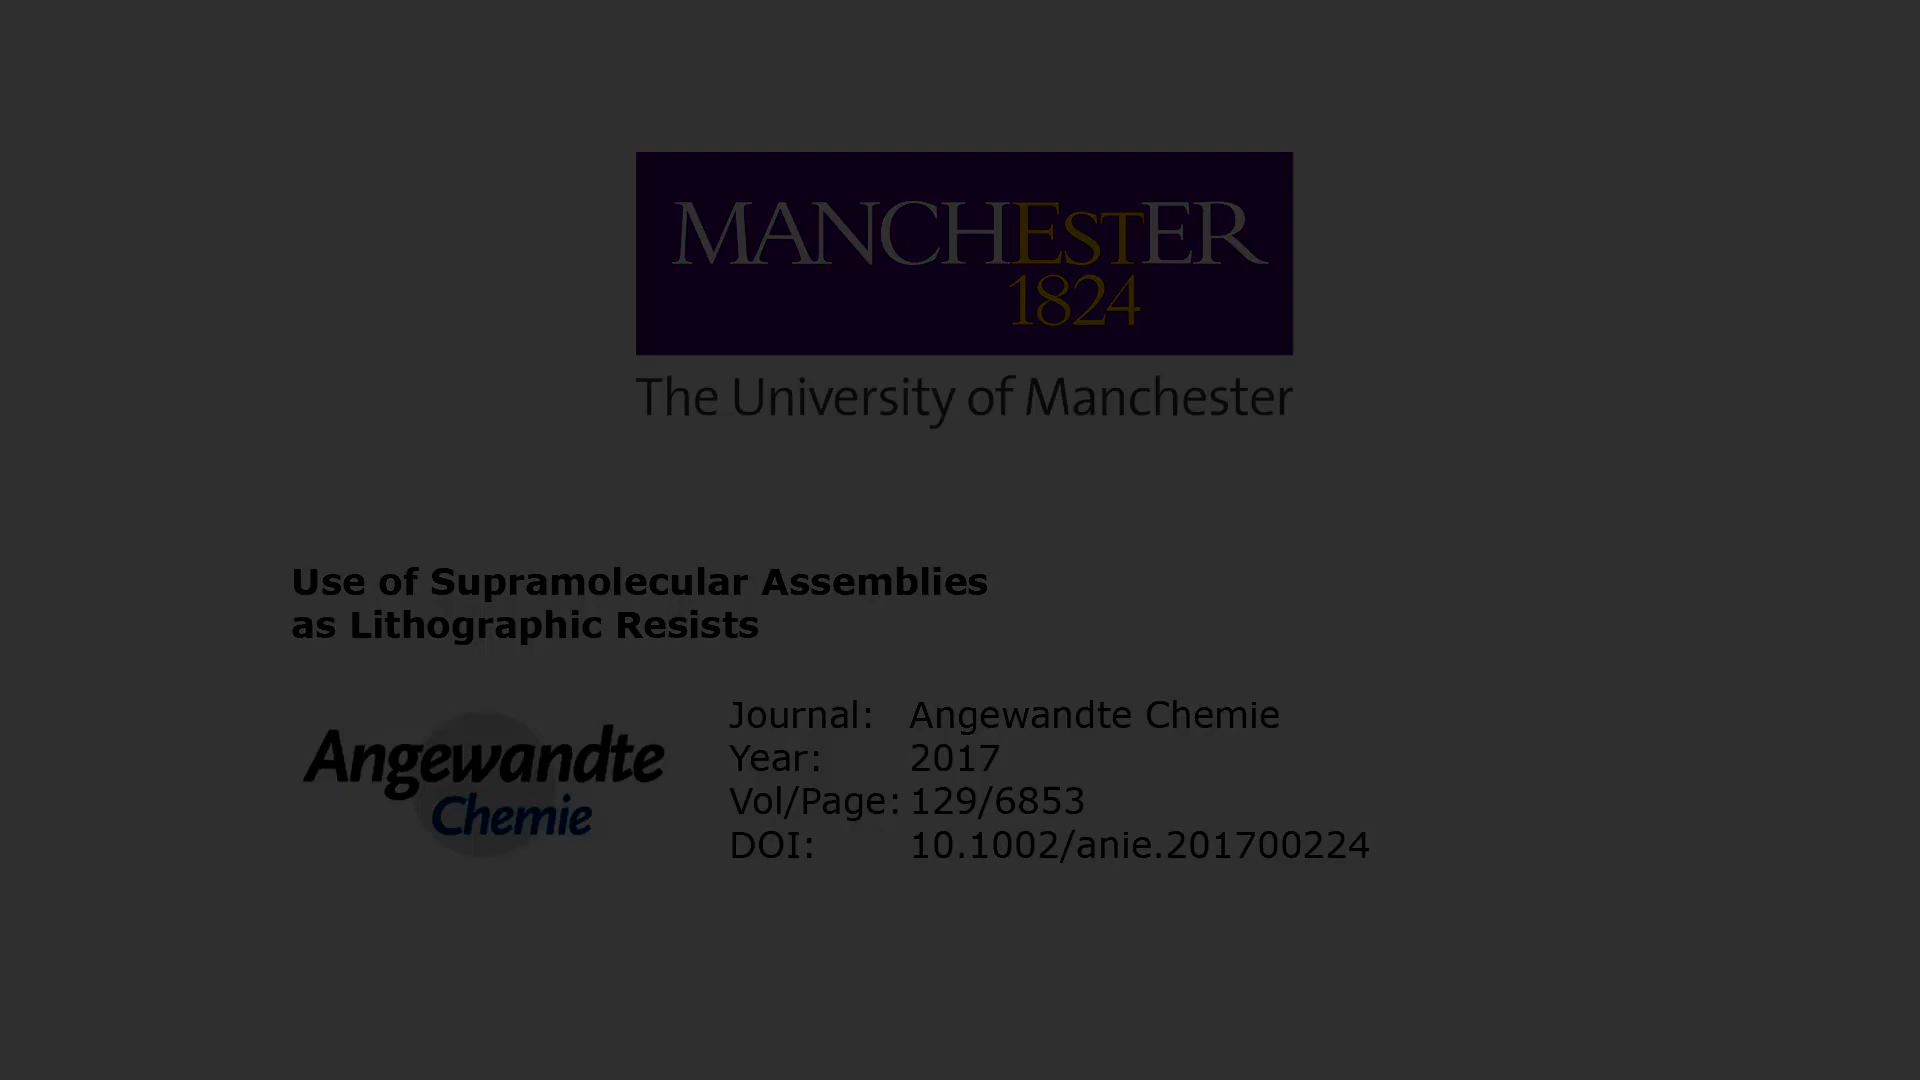 MANCHESTER
1824
The University of Manchester
Use of Supramolecular Assemblies
as Lithographic Resists
Angewandte
Chemie
Journal: Angewandte Chemie
Year: 2017
Vol/Page: 129/6853
DOI: 10.1002/anie.201700224